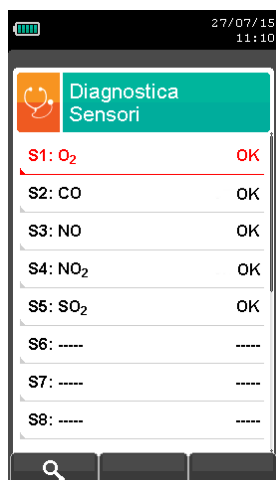 27/07/15
11:10
Diagnostica
Sensori
S1: O₂ OK
S2: CO OK
S3: NO OK
S4: NO₂ OK
S5: SO₂ OK
S6: ----- -----
S7: ----- -----
S8: ----- -----